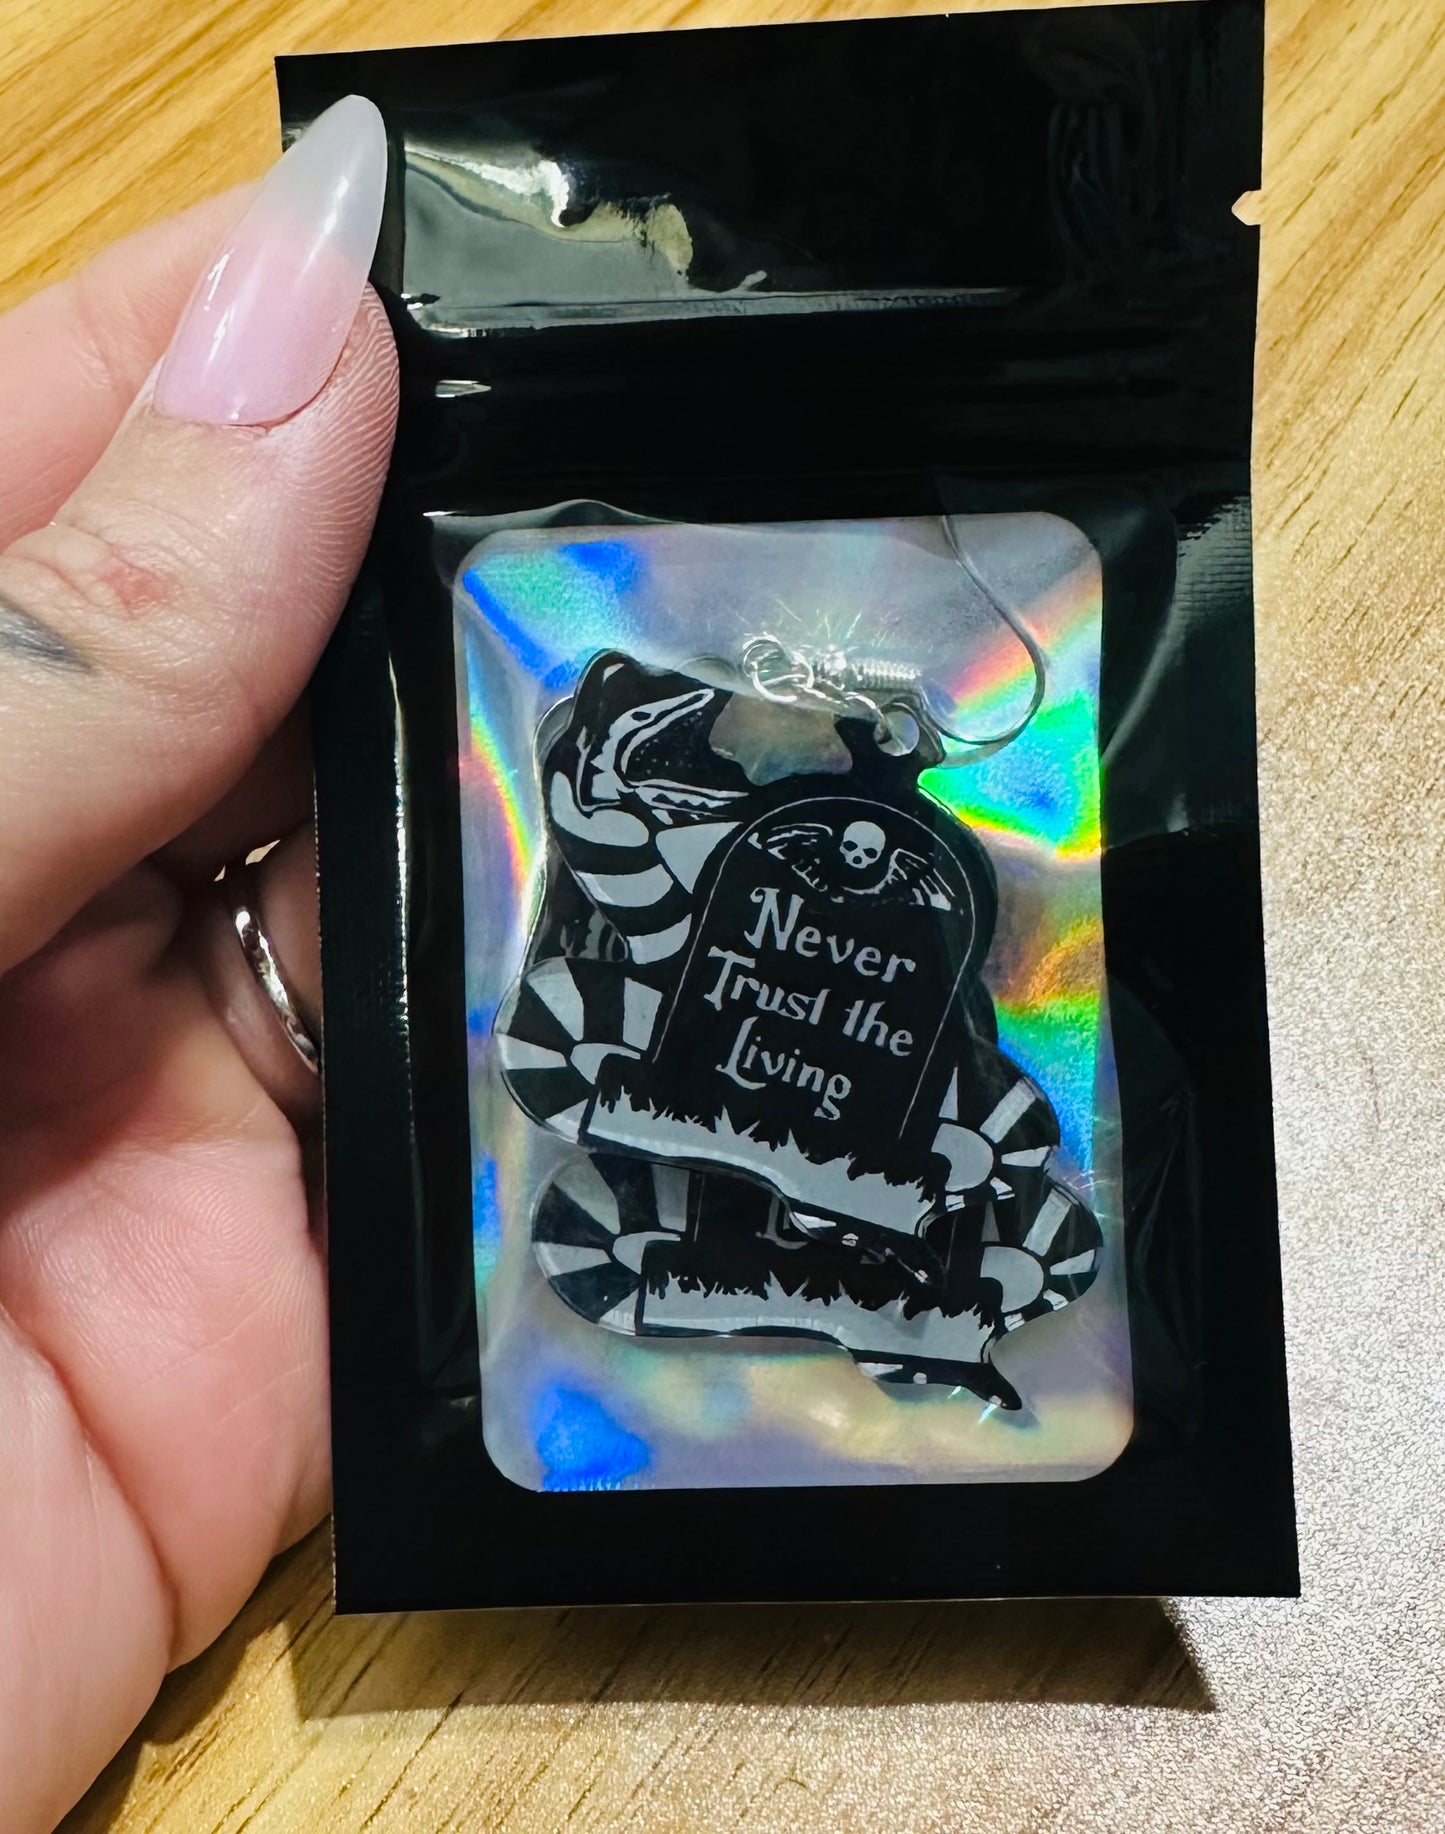 Never
Trust the
Living